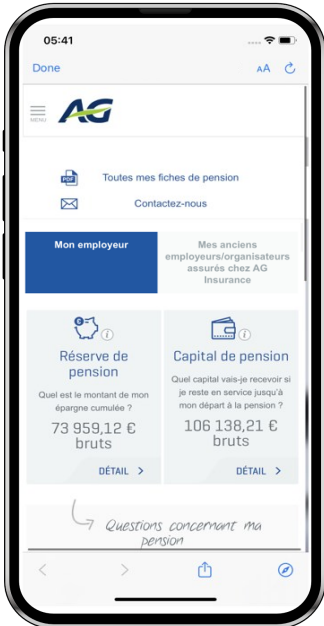 05:41
Done
AA
MENU
AG
PDF
Toutes mes fiches de pension
Contactez-nous
Mon employeur
Mes anciens
employeurs/organisateurs
assurés chez AG
Insurance
Réserve de
pension
Quel est le montant de mon
épargne cumulée ?
73 959,12 €
bruts
DÉTAIL >
Capital de pension
Quel capital vais-je recevoir si
je reste en service jusqu'à
mon départ à la pension ?
106 138,21 €
bruts
DÉTAIL >
Questions concernant ma
pension